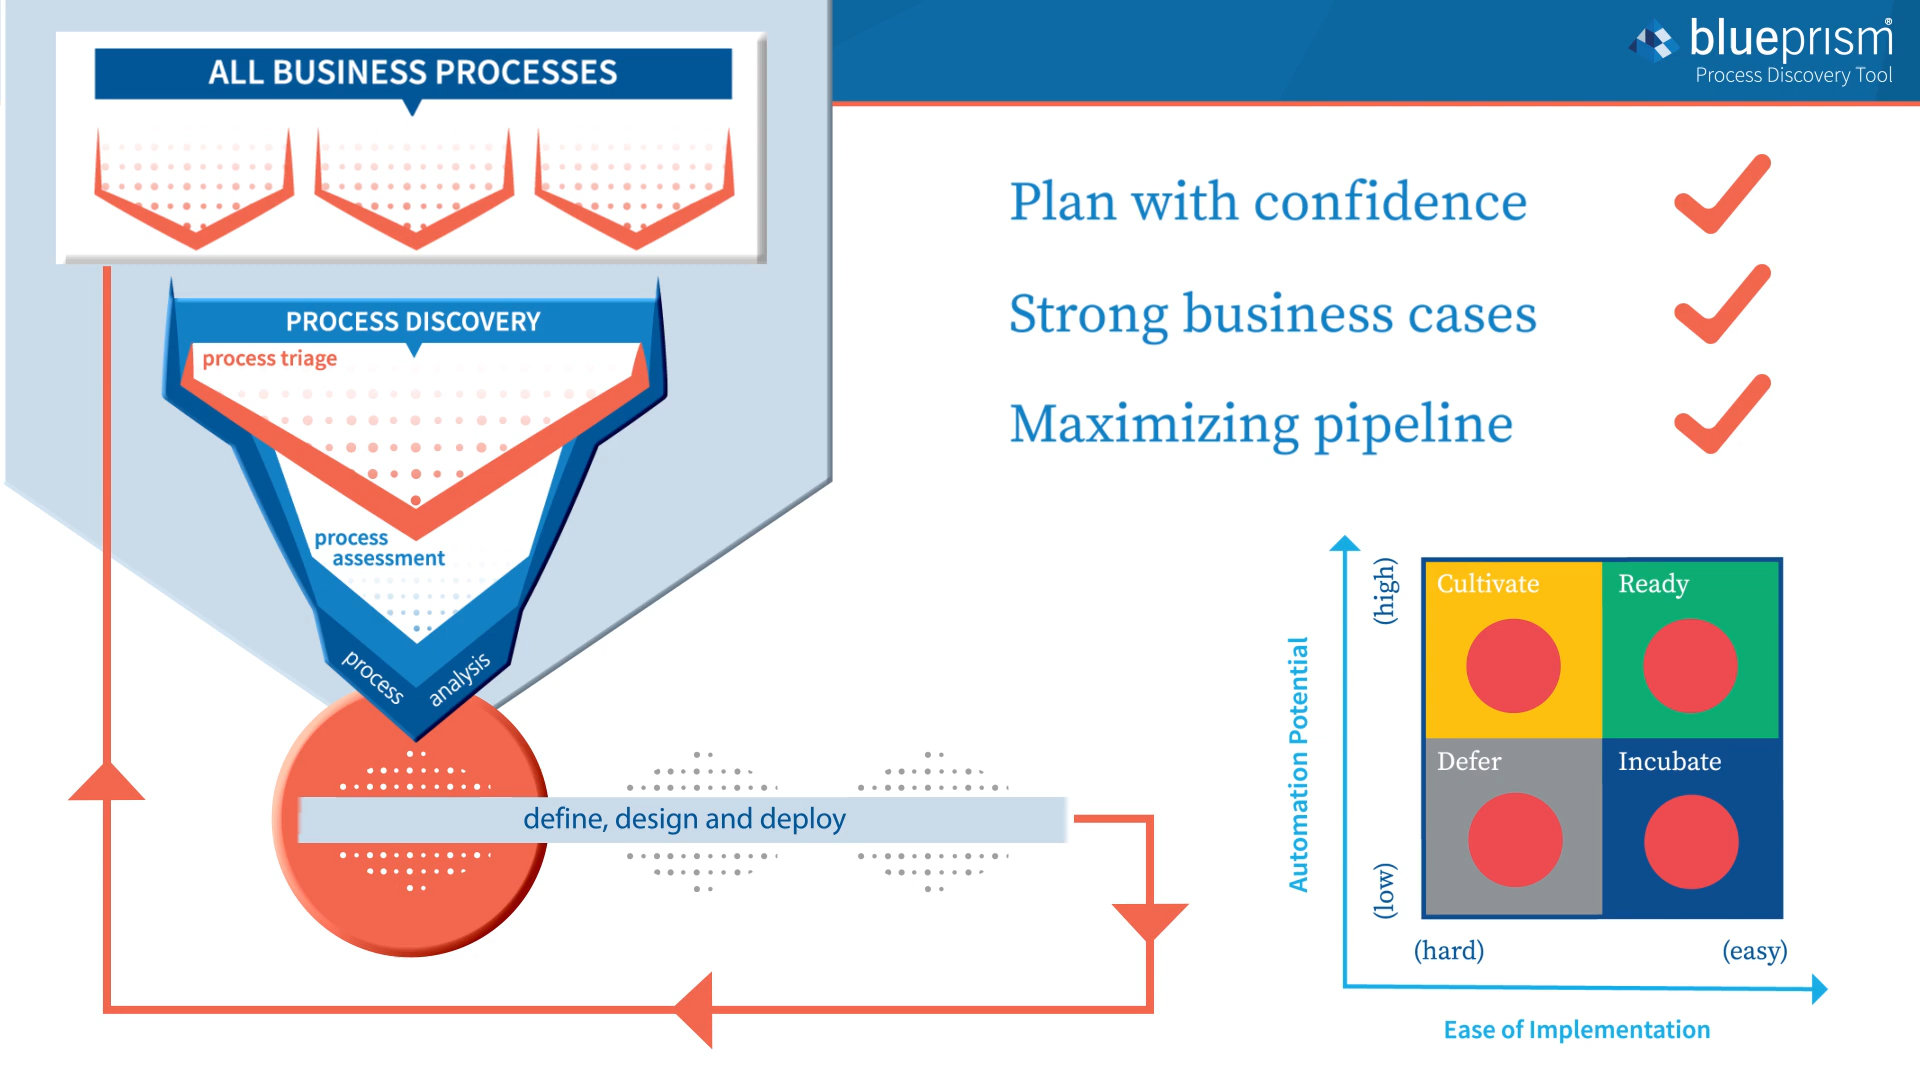 ALL BUSINESS PROCESSES
PROCESS DISCOVERY
process triage
process
assessment
process analysis
define, design and deploy
blueprism®
Process Discovery Tool
Plan with confidence
Strong business cases
Maximizing pipeline
Automation Potential
(high)
(low)
Cultivate
Ready
Defer
Incubate
(hard)
(easy)
Ease of Implementation